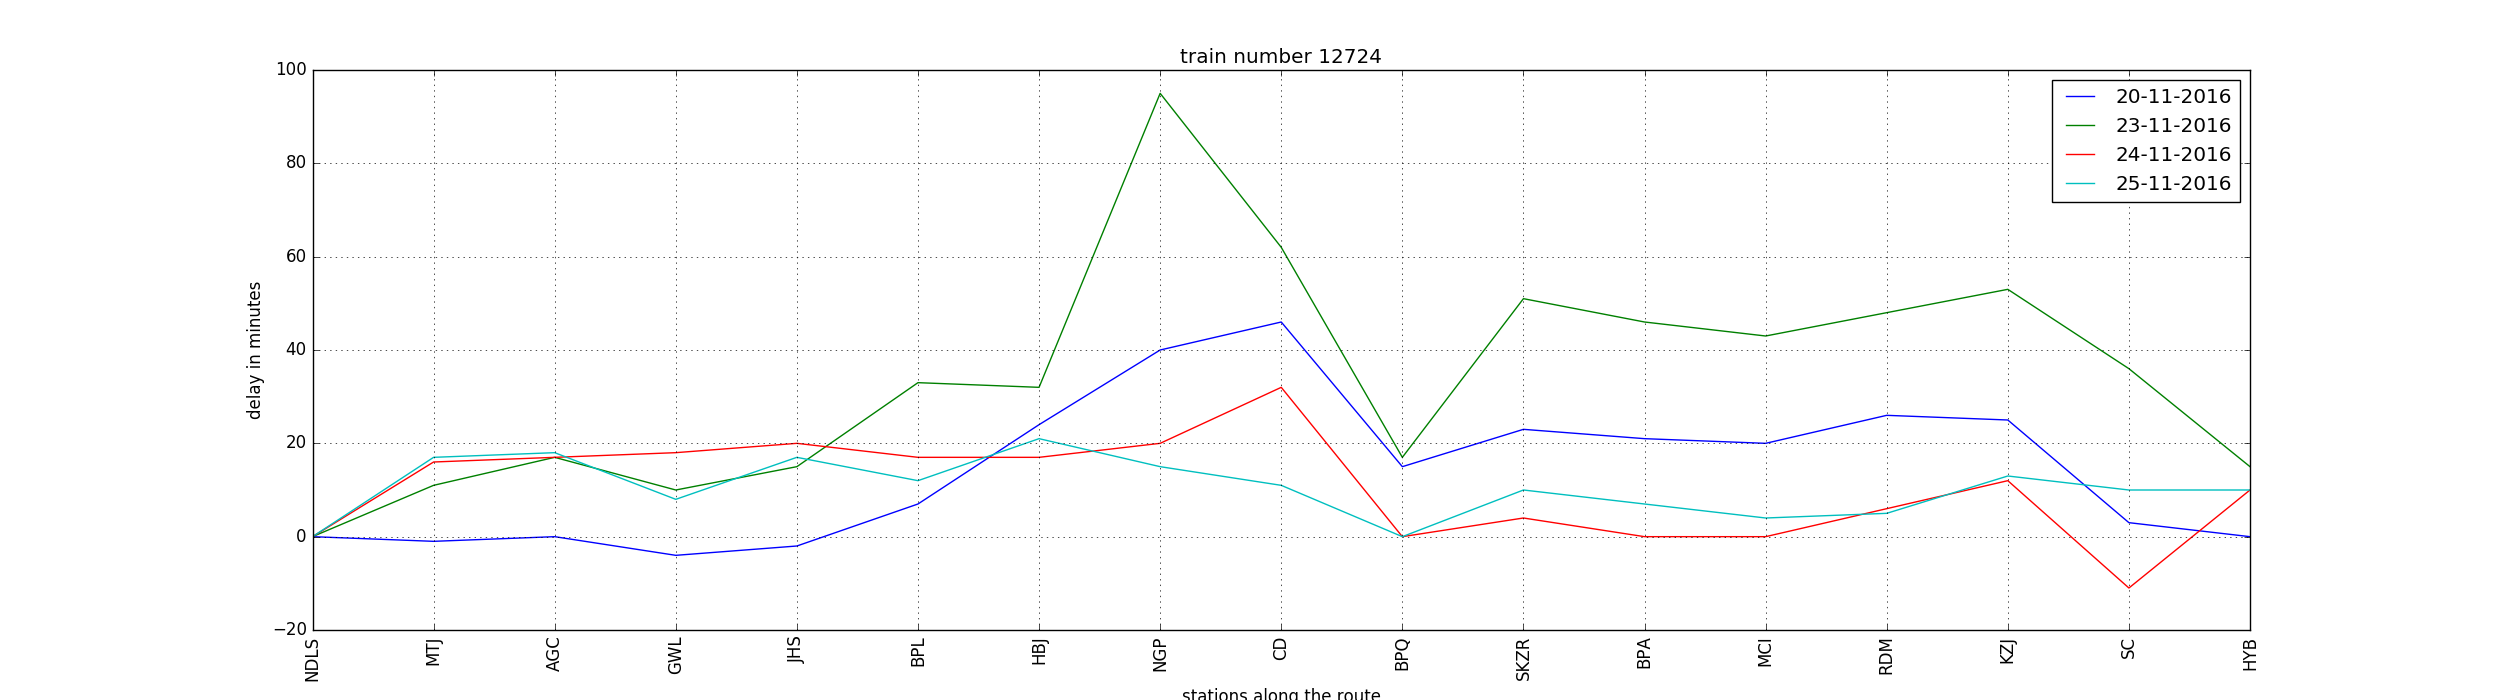 train number 12724
100
80
60
40
20
0
−20
delay in minutes
20-11-2016
23-11-2016
24-11-2016
25-11-2016
NDLS
MTJ
AGC
GWL
JHS
BPL
HBJ
NGP
CD
BPQ
SKZR
BPA
MCI
RDM
KZJ
SC
HYB
stations along the route